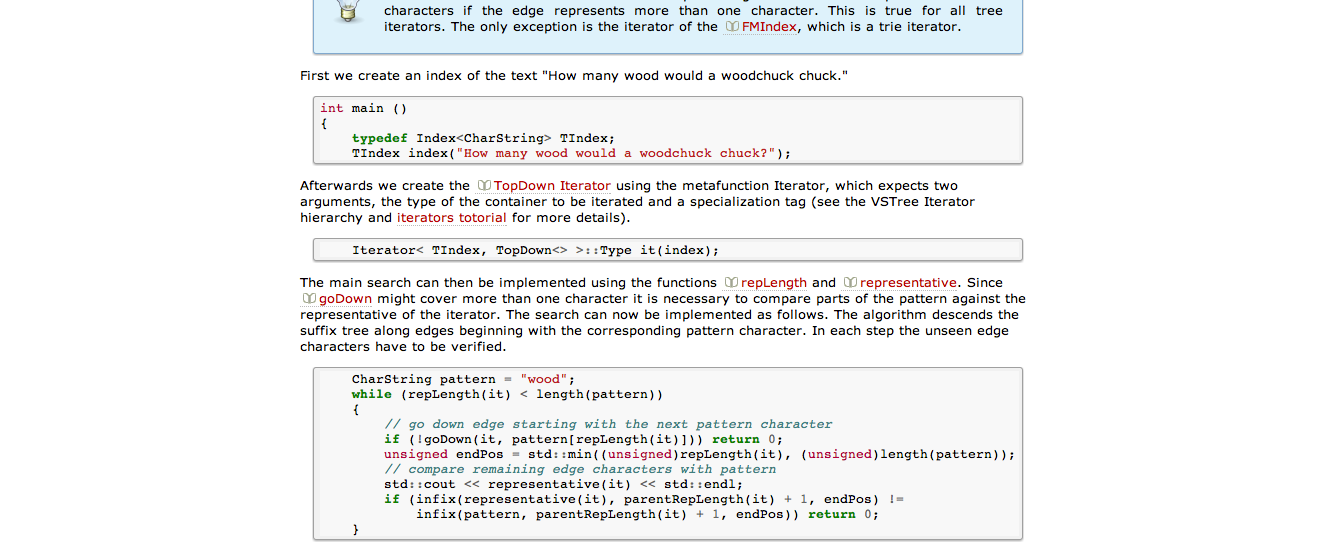 characters if the edge represents more than one character. This is true for all tree
iterators. The only exception is the iterator of the FMIndex, which is a trie iterator.
First we create an index of the text "How many wood would a woodchuck chuck."
int main ()
{
    typedef Index<CharString> TIndex;
    TIndex index("How many wood would a woodchuck chuck?");
Afterwards we create the TopDown Iterator using the metafunction Iterator, which expects two
arguments, the type of the container to be iterated and a specialization tag (see the VSTree Iterator
hierarchy and iterators totorial for more details).
    Iterator< TIndex, TopDown<> >::Type it(index);
The main search can then be implemented using the functions repLength and representative. Since
goDown might cover more than one character it is necessary to compare parts of the pattern against the
representative of the iterator. The search can now be implemented as follows. The algorithm descends the
suffix tree along edges beginning with the corresponding pattern character. In each step the unseen edge
characters have to be verified.
    CharString pattern = "wood";
    while (repLength(it) < length(pattern))
    {
        // go down edge starting with the next pattern character
        if (!goDown(it, pattern[repLength(it)])) return 0;
        unsigned endPos = std::min((unsigned)repLength(it), (unsigned)length(pattern));
        // compare remaining edge characters with pattern
        std::cout << representative(it) << std::endl;
        if (infix(representative(it), parentRepLength(it) + 1, endPos) !=
            infix(pattern, parentRepLength(it) + 1, endPos)) return 0;
    }